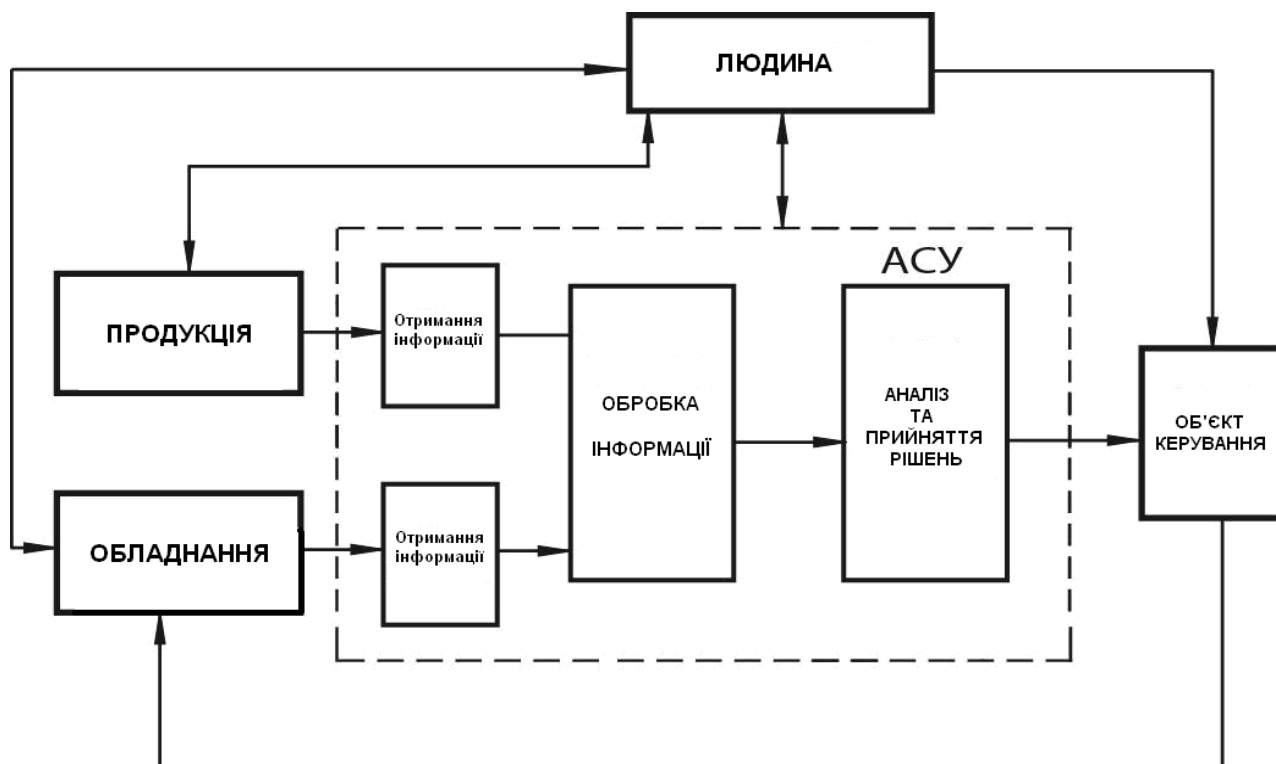 ЛЮДИНА
АСУ
ПРОДУКЦІЯ
Отримання
інформації
ОБРОБКА
ІНФОРМАЦІЇ
АНАЛІЗ
ТА
ПРИЙНЯТТЯ
РІШЕНЬ
ОБ'ЄКТ
КЕРУВАННЯ
ОБЛАДНАННЯ
Отримання
інформації